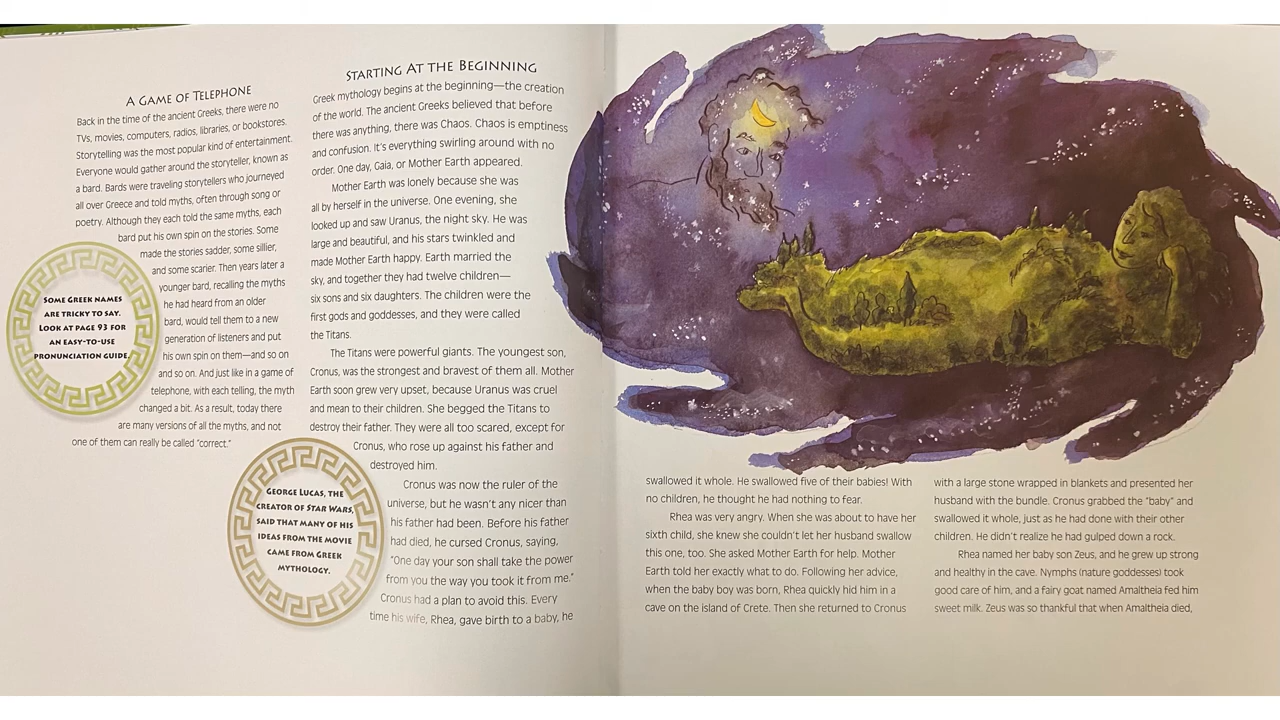 A GAME OF TELEPHONE
Back in the time of the ancient Greeks, there were no
TVs, movies, computers, radios, libraries, or bookstores.
Storytelling was the most popular kind of entertainment.
Everyone would gather around the storyteller, known as
a bard. Bards were traveling storytellers who journeyed
all over Greece and told myths, often through song or
poetry. Although they each told the same myths, each
bard put his own spin on the stories. Some
made the stories sadder, some sillier,
and some scarier. Then years later a
younger bard, recalling the myths
he had heard from an older
bard, would tell them to a new
generation of listeners and put
his own spin on them—and so on
and so on. And just like in a game of
telephone, with each telling, the myth
changed a bit. As a result, today there
are many versions of all the myths, and not
one of them can really be called "correct."
SOME GREEK NAMES
ARE TRICKY TO SAY.
LOOK AT PAGE 93 FOR
AN EASY-TO-USE
PRONUNCIATION GUIDE.
STARTING AT THE BEGINNING
Greek mythology begins at the beginning—the creation
of the world. The ancient Greeks believed that before
there was anything, there was Chaos. Chaos is emptiness
and confusion. It's everything swirling around with no
order. One day, Gaia, or Mother Earth appeared.
Mother Earth was lonely because she was
all by herself in the universe. One evening, she
looked up and saw Uranus, the night sky. He was
large and beautiful, and his stars twinkled and
made Mother Earth happy. Earth married the
sky, and together they had twelve children—
six sons and six daughters. The children were the
first gods and goddesses, and they were called
the Titans.
The Titans were powerful giants. The youngest son,
Cronus, was the strongest and bravest of them all. Mother
Earth soon grew very upset, because Uranus was cruel
and mean to their children. She begged the Titans to
destroy their father. They were all too scared, except for
Cronus, who rose up against his father and
destroyed him.
Cronus was now the ruler of the
universe, but he wasn't any nicer than
his father had been. Before his father
had died, he cursed Cronus, saying,
"One day your son shall take the power
from you the way you took it from me."
Cronus had a plan to avoid this. Every
time his wife, Rhea, gave birth to a baby, he
GEORGE LUCAS, THE
CREATOR OF STAR WARS,
SAID THAT MANY OF HIS
IDEAS FROM THE MOVIE
CAME FROM GREEK
MYTHOLOGY.
swallowed it whole. He swallowed five of their babies! With
no children, he thought he had nothing to fear.
Rhea was very angry. When she was about to have her
sixth child, she knew she couldn't let her husband swallow
this one, too. She asked Mother Earth for help. Mother
Earth told her exactly what to do. Following her advice,
when the baby boy was born, Rhea quickly hid him in a
cave on the island of Crete. Then she returned to Cronus
with a large stone wrapped in blankets and presented her
husband with the bundle. Cronus grabbed the "baby" and
swallowed it whole, just as he had done with their other
children. He didn't realize he had gulped down a rock.
Rhea named her baby son Zeus, and he grew up strong
and healthy in the cave. Nymphs (nature goddesses) took
good care of him, and a fairy goat named Amaltheia fed him
sweet milk. Zeus was so thankful that when Amaltheia died,